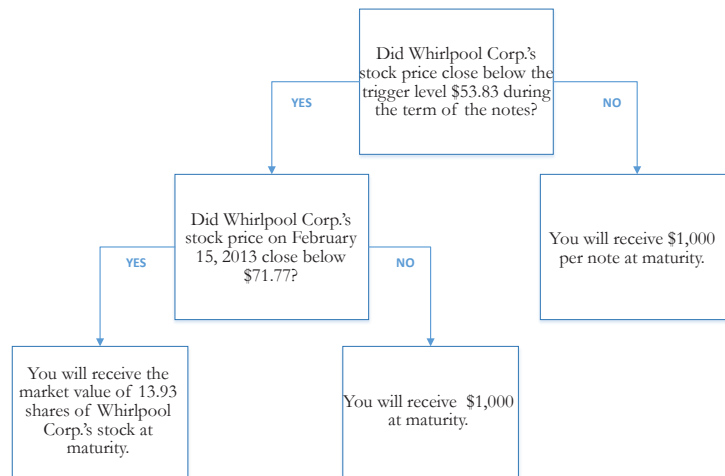 Did Whirlpool Corp.'s
stock price close below the
trigger level $53.83 during
the term of the notes?
YES
NO
Did Whirlpool Corp.'s
stock price on February
15, 2013 close below
$71.77?
You will receive $1,000
per note at maturity.
YES
NO
You will receive the
market value of 13.93
shares of Whirlpool
Corp.'s stock at
maturity.
You will receive $1,000
at maturity.